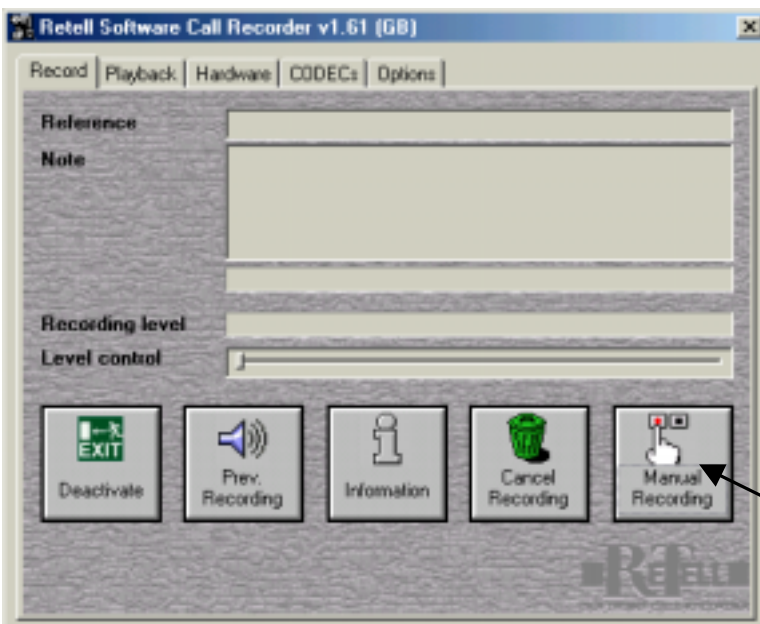 Retell Software Call Recorder v1.61 (GB)
Record Playback Hardware CODECs Options
Reference
Note
Recording level
Level control
EXIT
Deactivate
Prev.
Recording
Information
Cancel
Recording
Manual
Recording
RETELL